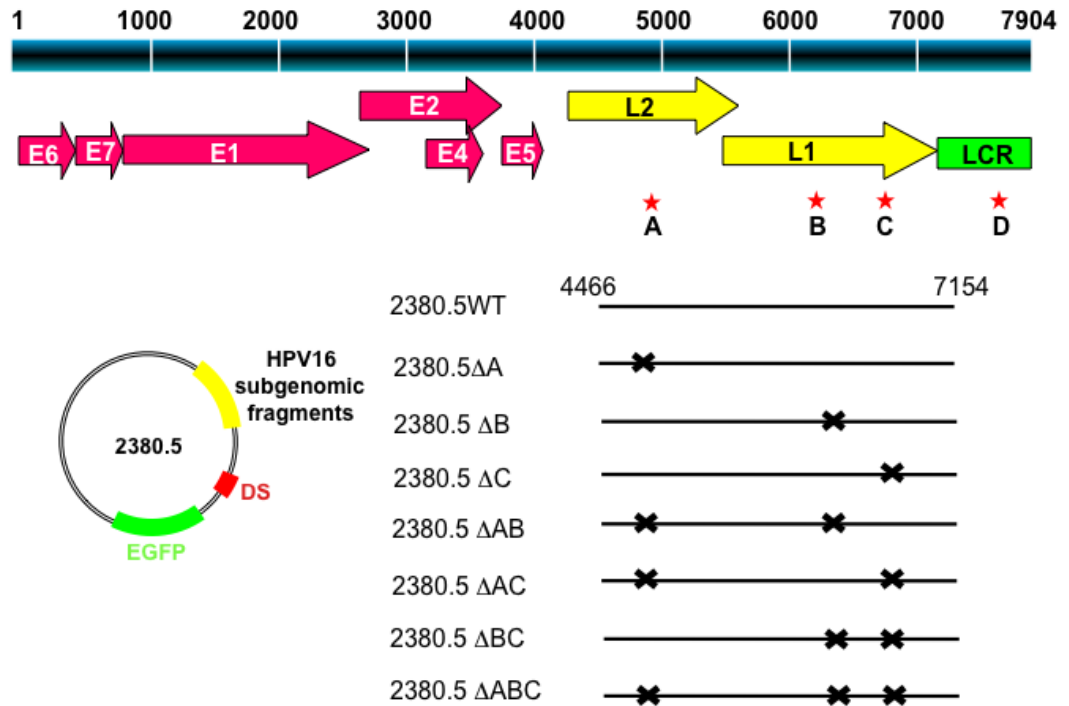 1 1000 2000 3000 4000 5000 6000 7000 7904
E2 L2
E6 E7 E1 E4 E5 L1 LCR
A B C D
4466 7154
2380.5WT
HPV16
subgenomic
fragments
2380.5
DS
EGFP
2380.5ΔA
2380.5 ΔB
2380.5 ΔC
2380.5 ΔAB
2380.5 ΔAC
2380.5 ΔBC
2380.5 ΔABC